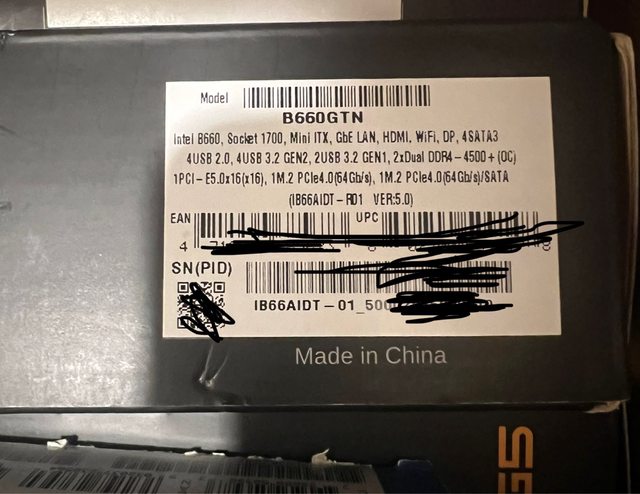 Model
B660GTN
Intel B660, Socket 1700, Mini ITX, GbE LAN, HDMI, WiFi, DP, 4SATA3
4USB 2.0, 4USB 3.2 GEN2, 2USB 3.2 GEN1, 2xDual DDR4-4500+(OC)
1PCI-E5.0x16(x16), 1M.2 PCIe4.0(64Gb/s), 1M.2 PCIe4.0(64Gb/s)/SATA
(IB66AIDT-R01 VER:5.0)
EAN UPC
4
SN(PID)
IB66AIDT-01_500
Made in China